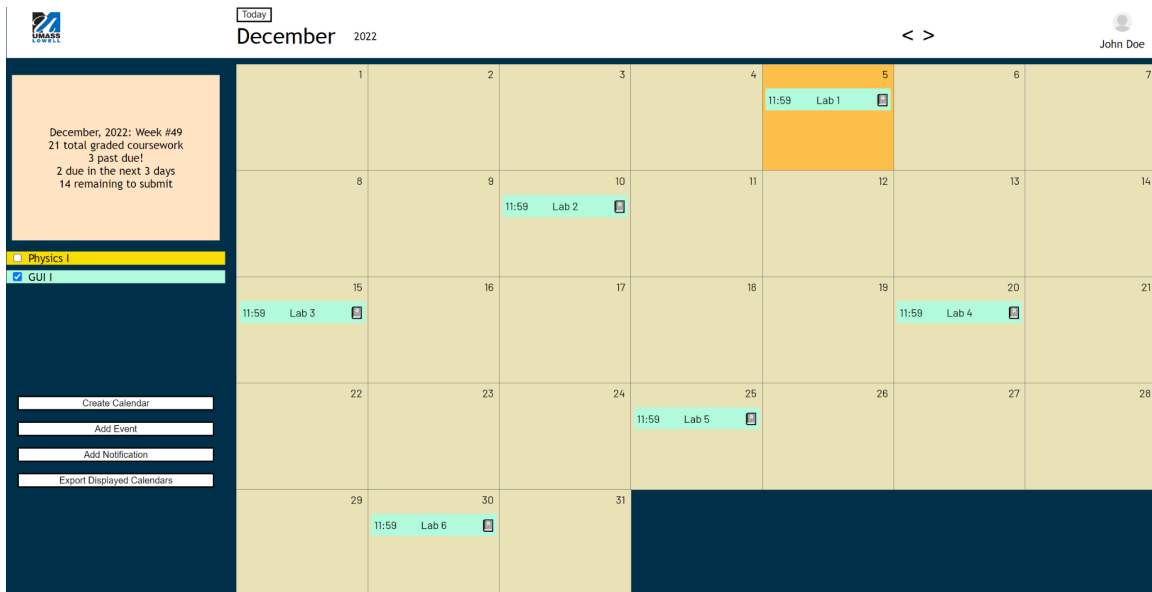 UMASS
LOWELL
Today
December 2022
< >
John Doe
December, 2022: Week #49
21 total graded coursework
3 past due!
2 due in the next 3 days
14 remaining to submit
Physics I
GUI I
Create Calendar
Add Event
Add Notification
Export Displayed Calendars
1 2 3 4 5 6 7
11:59 Lab 1
8 9 10 11 12 13 14
11:59 Lab 2
15 16 17 18 19 20 21
11:59 Lab 3 11:59 Lab 4
22 23 24 25 26 27 28
11:59 Lab 5
29 30 31
11:59 Lab 6